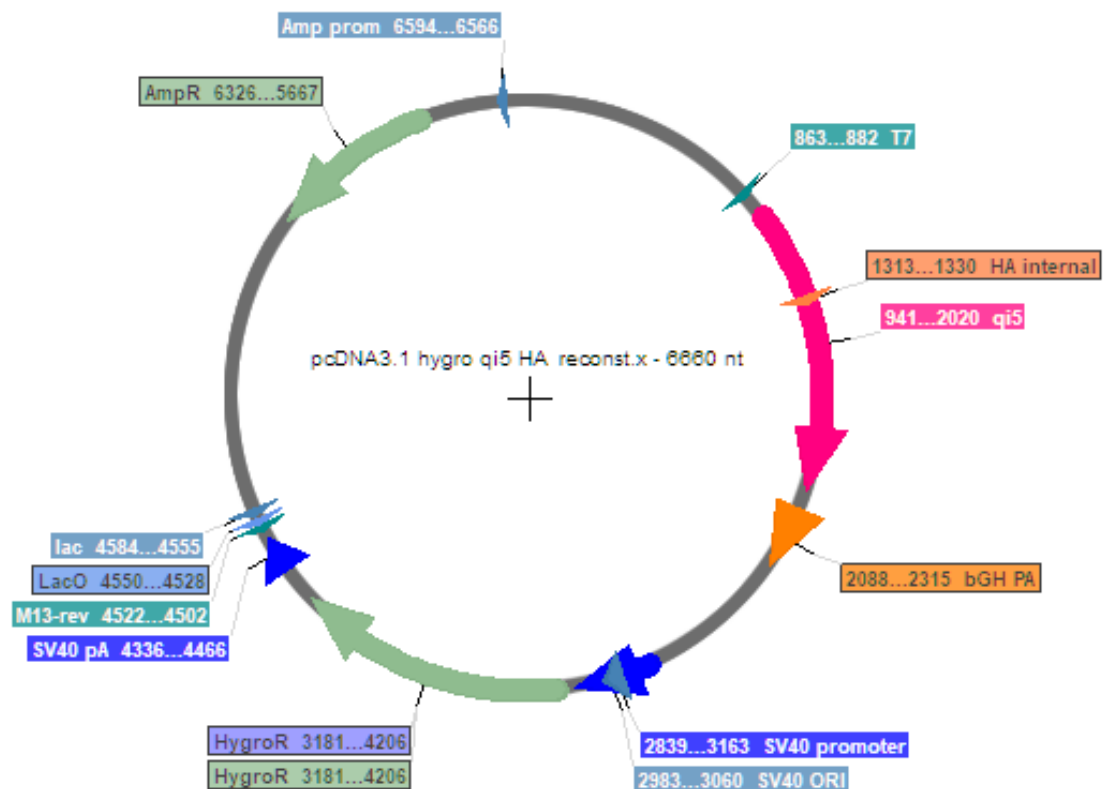 Amp prom 6594...6566
AmpR 6326...5667
863...882 T7
1313...1330 HA internal
941...2020 qi5
pcDNA3.1 hygro qi5 HA reconst.x - 6660 nt
lac 4584...4555
LacO 4550...4528
M13-rev 4522...4502
SV40 pA 4336...4466
2088...2315 bGH PA
HygroR 3181...4206
HygroR 3181...4206
2839...3163 SV40 promoter
2983...3060 SV40 ORI